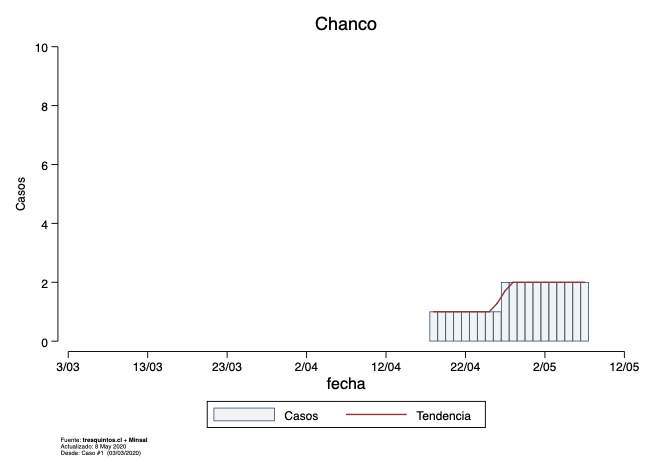 Chanco
Casos
10
8
6
4
2
0
3/03 13/03 23/03 2/04 12/04 22/04 2/05 12/05
fecha
Casos Tendencia
Fuente: tresquintos.cl + Minsal
Actualizado: 8 May 2020
Desde: Caso #1 (03/03/2020)